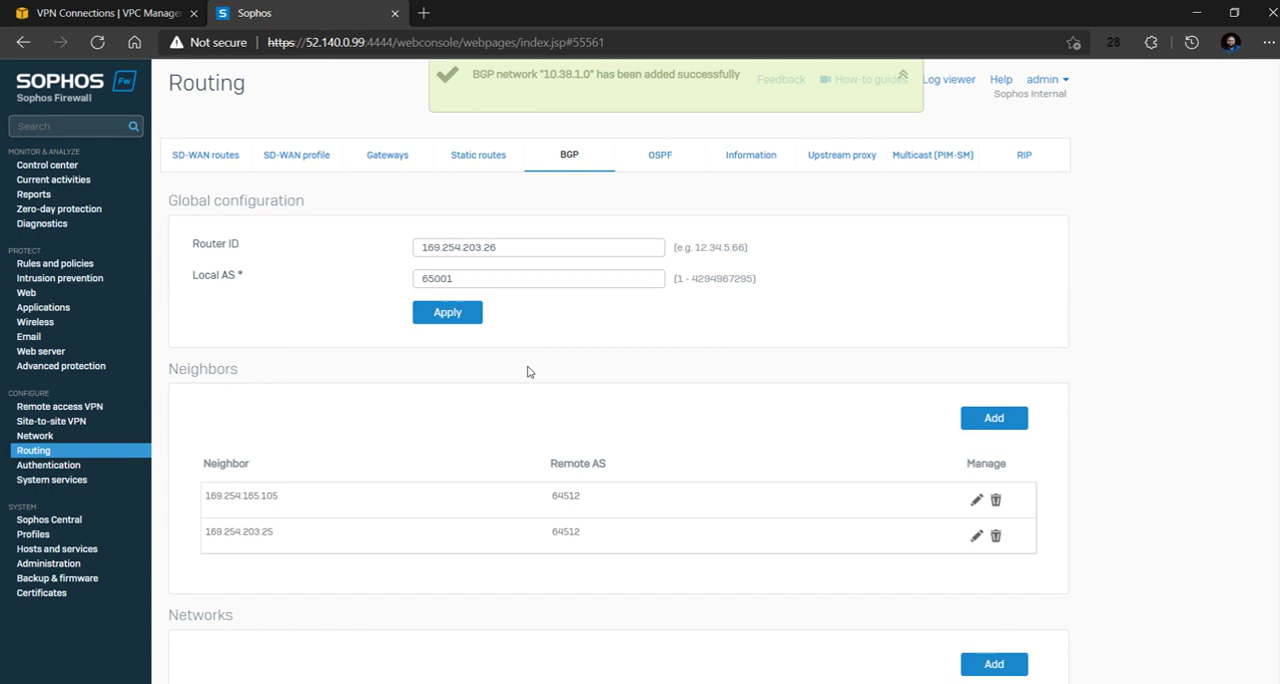 VPN Connections | VPC Manage
Sophos
Not secure
https://52.140.0.99:4444/webconsole/webpages/index.jsp#55561
28
SOPHOS Fw
Sophos Firewall
Search
MONITOR & ANALYZE
Control center
Current activities
Reports
Zero-day protection
Diagnostics
PROTECT
Rules and policies
Intrusion prevention
Web
Applications
Wireless
Email
Web server
Advanced protection
CONFIGURE
Remote access VPN
Site-to-site VPN
Network
Routing
Authentication
System services
SYSTEM
Sophos Central
Profiles
Hosts and services
Administration
Backup & firmware
Certificates
Routing
BGP network "10.38.1.0" has been added successfully
Feedback How-to guides Log viewer Help admin
Sophos Internal
SD-WAN routes SD-WAN profile Gateways Static routes BGP OSPF Information Upstream proxy Multicast (PIM-SM) RIP
Global configuration
Router ID 169.254.203.26 (e.g. 12.34.5.66)
Local AS * 65001 (1 - 4294967295)
Apply
Neighbors
Add
Neighbor Remote AS Manage
169.254.165.105 64512
169.254.203.25 64512
Networks
Add